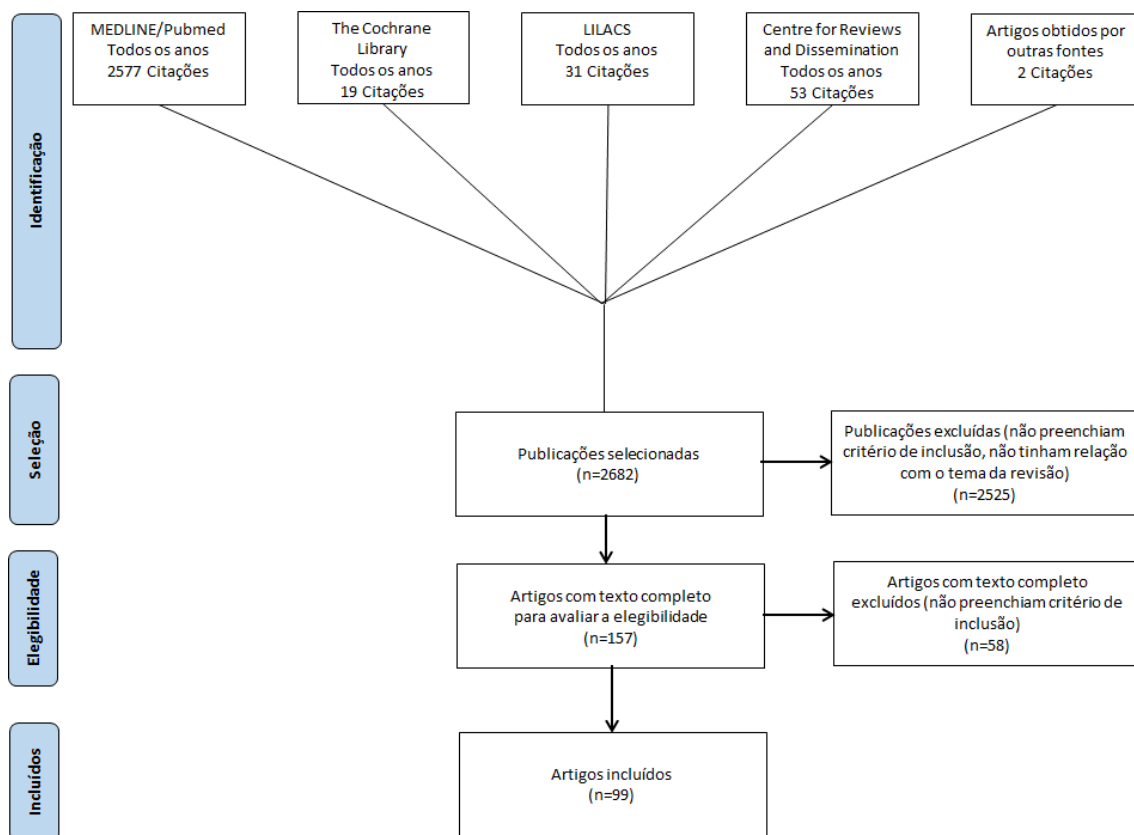 MEDLINE/Pubmed
Todos os anos
2577 Citações
The Cochrane
Library
Todos os anos
19 Citações
LILACS
Todos os anos
31 Citações
Centre for Reviews
and Dissemination
Todos os anos
53 Citações
Artigos obtidos por
outras fontes
2 Citações
Identificação
Seleção
Publicações selecionadas
(n=2682)
Publicações excluídas (não preenchiam
critério de inclusão, não tinham relação
com o tema da revisão)
(n=2525)
Elegibilidade
Artigos com texto completo
para avaliar a elegibilidade
(n=157)
Artigos com texto completo
excluídos (não preenchiam critério de
inclusão)
(n=58)
Incluídos
Artigos incluídos
(n=99)